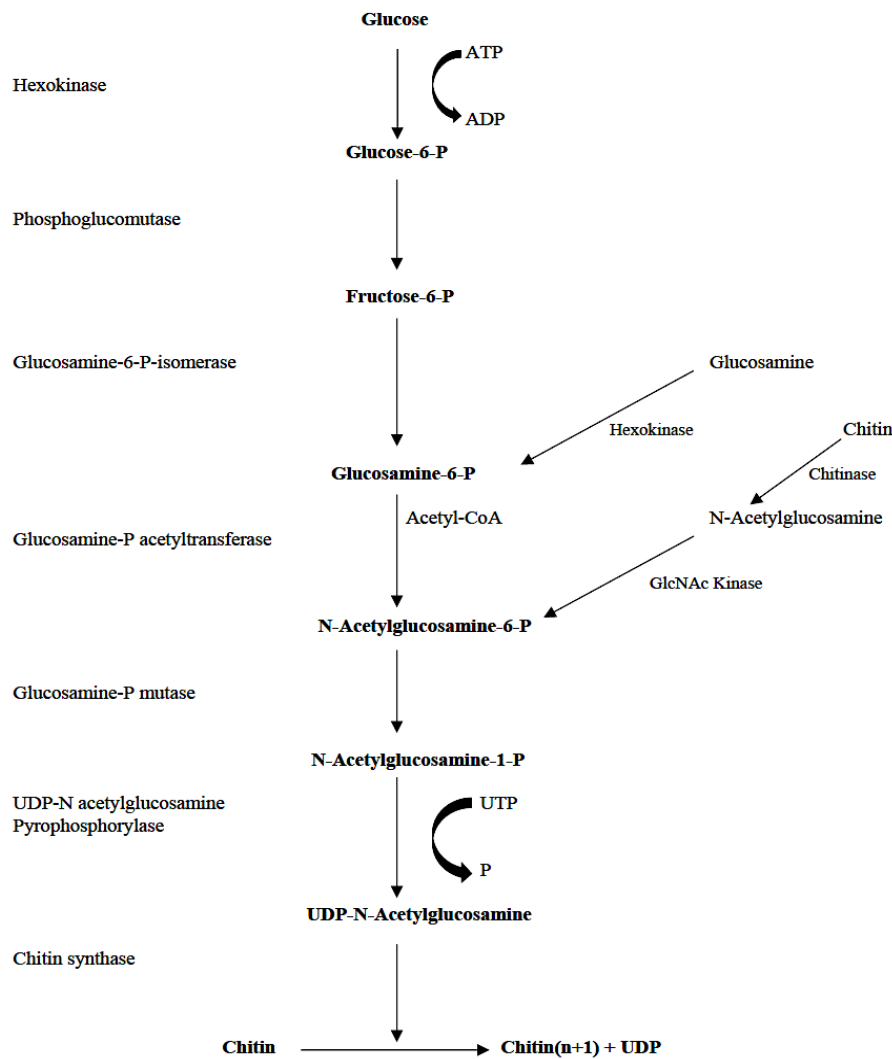 Glucose
ATP
Hexokinase
ADP
Glucose-6-P
Phosphoglucomutase
Fructose-6-P
Glucosamine-6-P-isomerase
Glucosamine
Hexokinase
Chitin
Glucosamine-6-P
Chitinase
Acetyl-CoA
N-Acetylglucosamine
Glucosamine-P acetyltransferase
GlcNAc Kinase
N-Acetylglucosamine-6-P
Glucosamine-P mutase
N-Acetylglucosamine-1-P
UDP-N acetylglucosamine
Pyrophosphorylase
UTP
P
UDP-N-Acetylglucosamine
Chitin synthase
Chitin
Chitin(n+1) + UDP